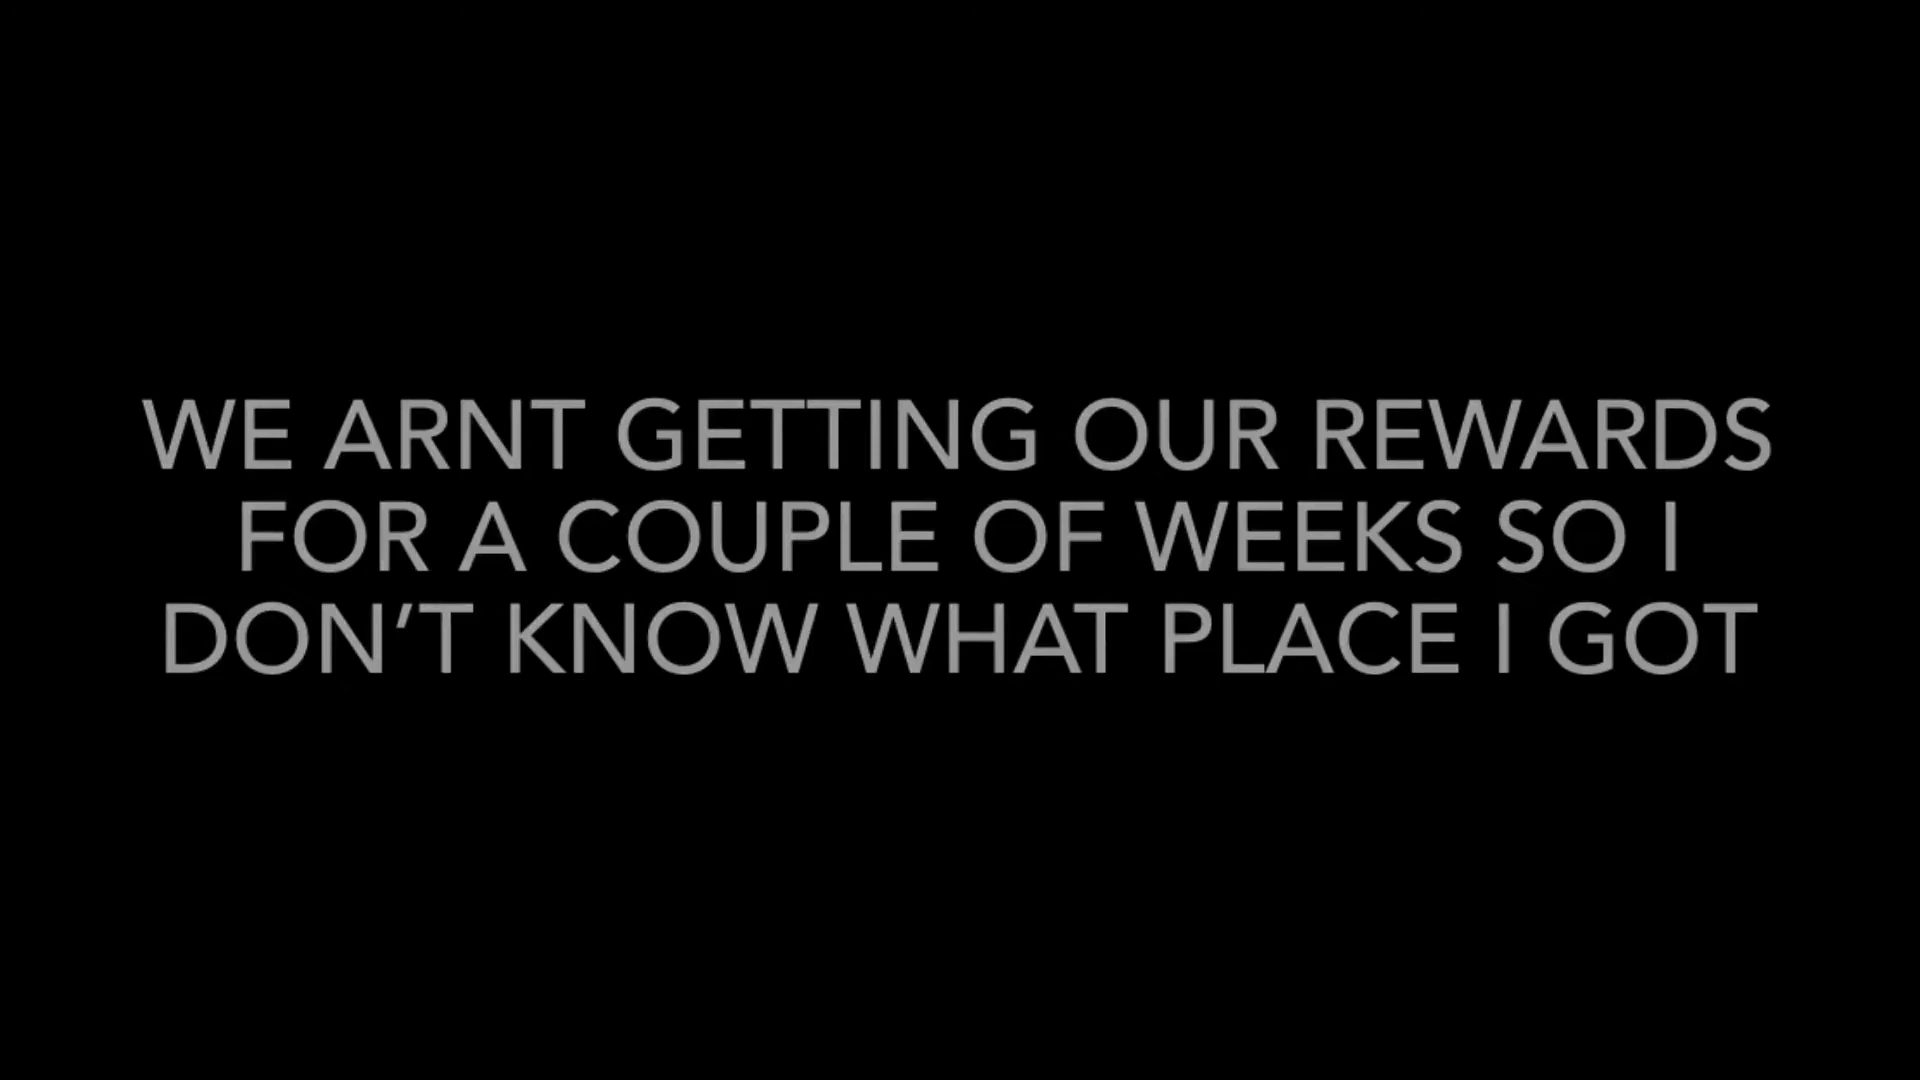 WE ARNT GETTING OUR REWARDS
FOR A COUPLE OF WEEKS SO I
DON’T KNOW WHAT PLACE I GOT